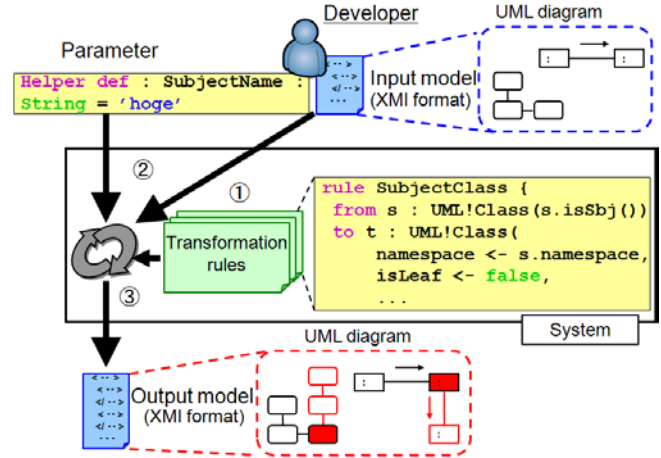 Developer
UML diagram
Parameter
Helper def : SubjectName :
String = 'hoge'
<-->
<-->
</-->
...
Input model
(XMI format)
: :
②
①
③
Transformation
rules
rule SubjectClass {
from s : UML!Class(s.isSbj())
to t : UML!Class(
namespace <- s.namespace,
isLeaf <- false,
...
System
UML diagram
<-->
<-->
</-->
<-->
</-->
...
Output model
(XMI format)
: :
: